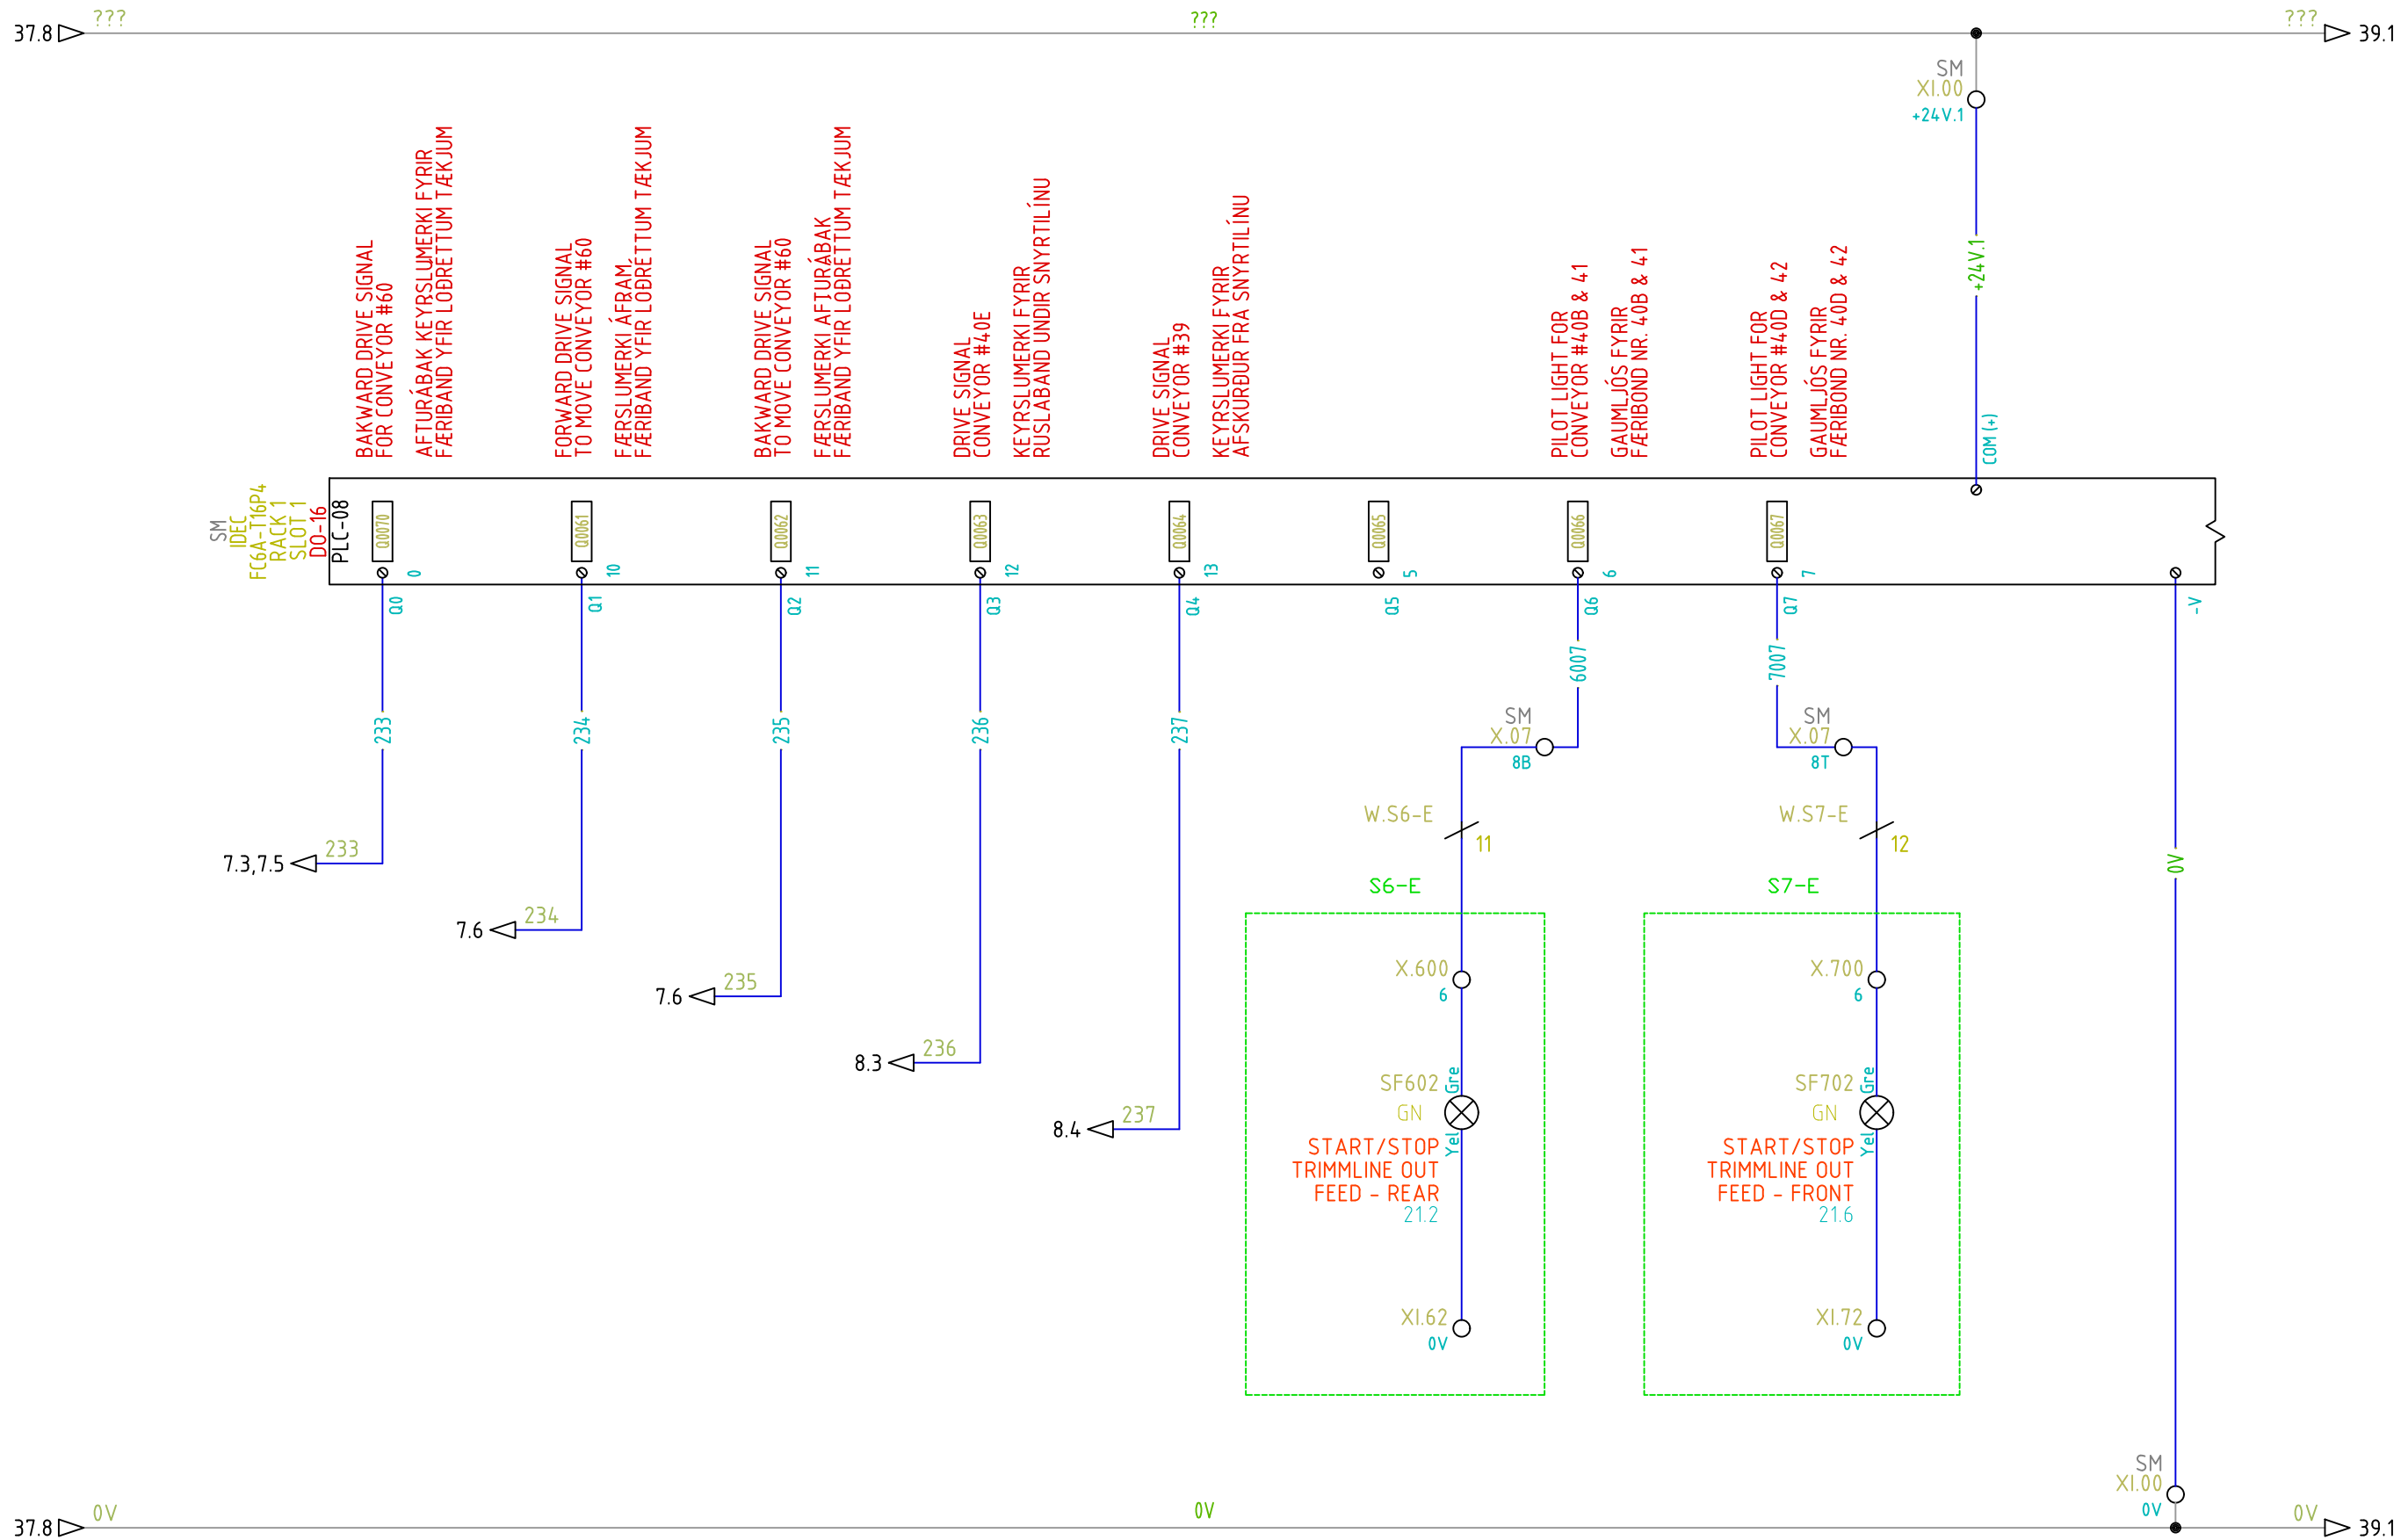 37.8
???
???
???
39.1
SM
XI.00
+24V.1
+24V.1
COM (+)
BAKWARD DRIVE SIGNAL
FOR CONVEYOR #60
AFTURÁBAK KEYRSLUMERKI FYRIR
FÆRIBAND YFIR LOÐRÉTTUM TÆKJUM
FORWARD DRIVE SIGNAL
TO MOVE CONVEYOR #60
FÆRSLUMERKI ÁFRAM,
FÆRIBAND YFIR LOÐRÉTTUM TÆKJUM
BAKWARD DRIVE SIGNAL
TO MOVE CONVEYOR #60
FÆRSLUMERKI AFTURÁBAK
FÆRIBAND YFIR LOÐRÉTTUM TÆKJUM
DRIVE SIGNAL
CONVEYOR #40E
KEYRSLUMERKI FYRIR
RUSLABAND UNDIR SNYRTILÍNU
DRIVE SIGNAL
CONVEYOR #39
KEYRSLUMERKI FYRIR
AFSKURÐUR FRÁ SNYRTILÍNU
PILOT LIGHT FOR
CONVEYOR #40B & 41
GAUMLJÓS FYRIR
FÆRIBOND NR. 40B & 41
PILOT LIGHT FOR
CONVEYOR #40D & 42
GAUMLJÓS FYRIR
FÆRIBOND NR. 40D & 42
SM
IDEC
FC6A-T16P4
RACK 1
SLOT 1
DO-16
PLC-08
Q0070
Q0061
Q0062
Q0063
Q0064
Q0065
Q0066
Q0067
0
10
11
12
13
5
6
7
Q0
Q1
Q2
Q3
Q4
Q5
Q6
Q7
-V
233
234
235
236
237
6007
7007
SM
X.07
8B
SM
X.07
8T
W.S6-E
11
W.S7-E
12
7.3,7.5
233
7.6
234
7.6
235
8.3
236
8.4
237
0V
S6-E
X.600
6
SF602
Gre
GN
Yel
START/STOP
TRIMMLINE OUT
FEED - REAR
21.2
XI.62
0V
S7-E
X.700
6
SF702
Gre
GN
Yel
START/STOP
TRIMMLINE OUT
FEED - FRONT
21.6
XI.72
0V
SM
XI.00
0V
37.8
0V
0V
0V
39.1